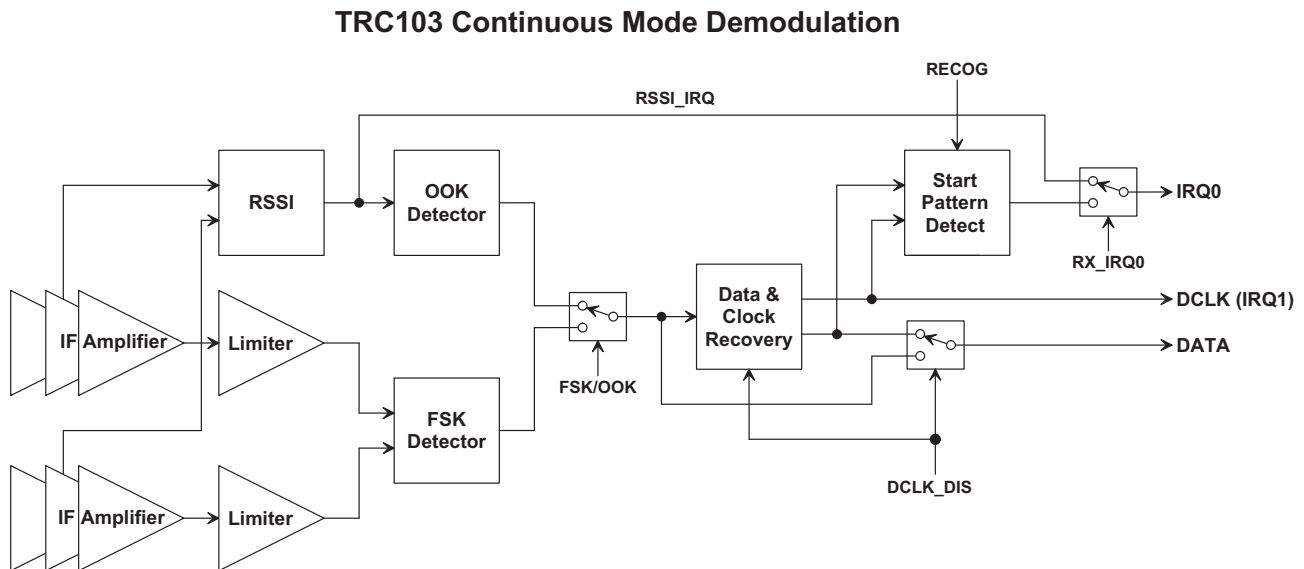 TRC103 Continuous Mode Demodulation
RECOG
RSSI_IRQ
RSSI
OOK
Detector
Start
Pattern
Detect
IRQ0
RX_IRQ0
IF Amplifier
Limiter
FSK/OOK
Data &
Clock
Recovery
DCLK (IRQ1)
DATA
FSK
Detector
DCLK_DIS
IF Amplifier
Limiter